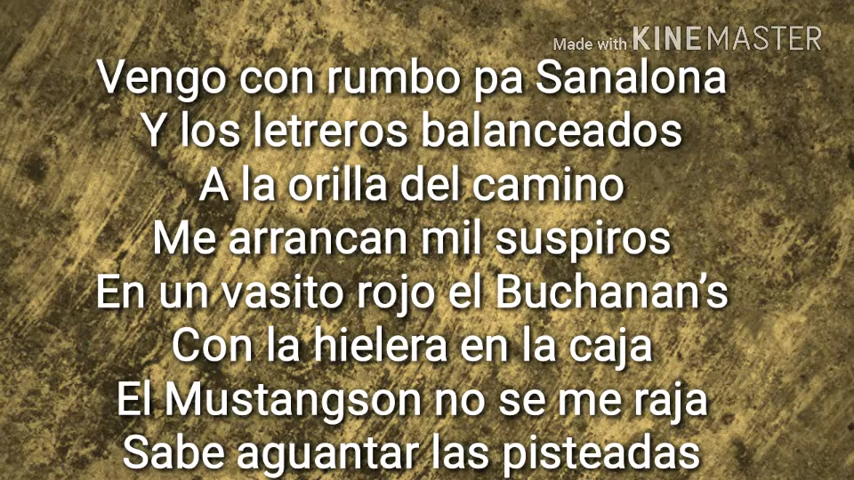 Made with KINEMASTER
Vengo con rumbo pa Sanalona
Y los letreros balanceados
A la orilla del camino
Me arrancan mil suspiros
En un vasito rojo el Buchanan’s
Con la hielera en la caja
El Mustangson no se me raja
Sabe aguantar las pisteadas